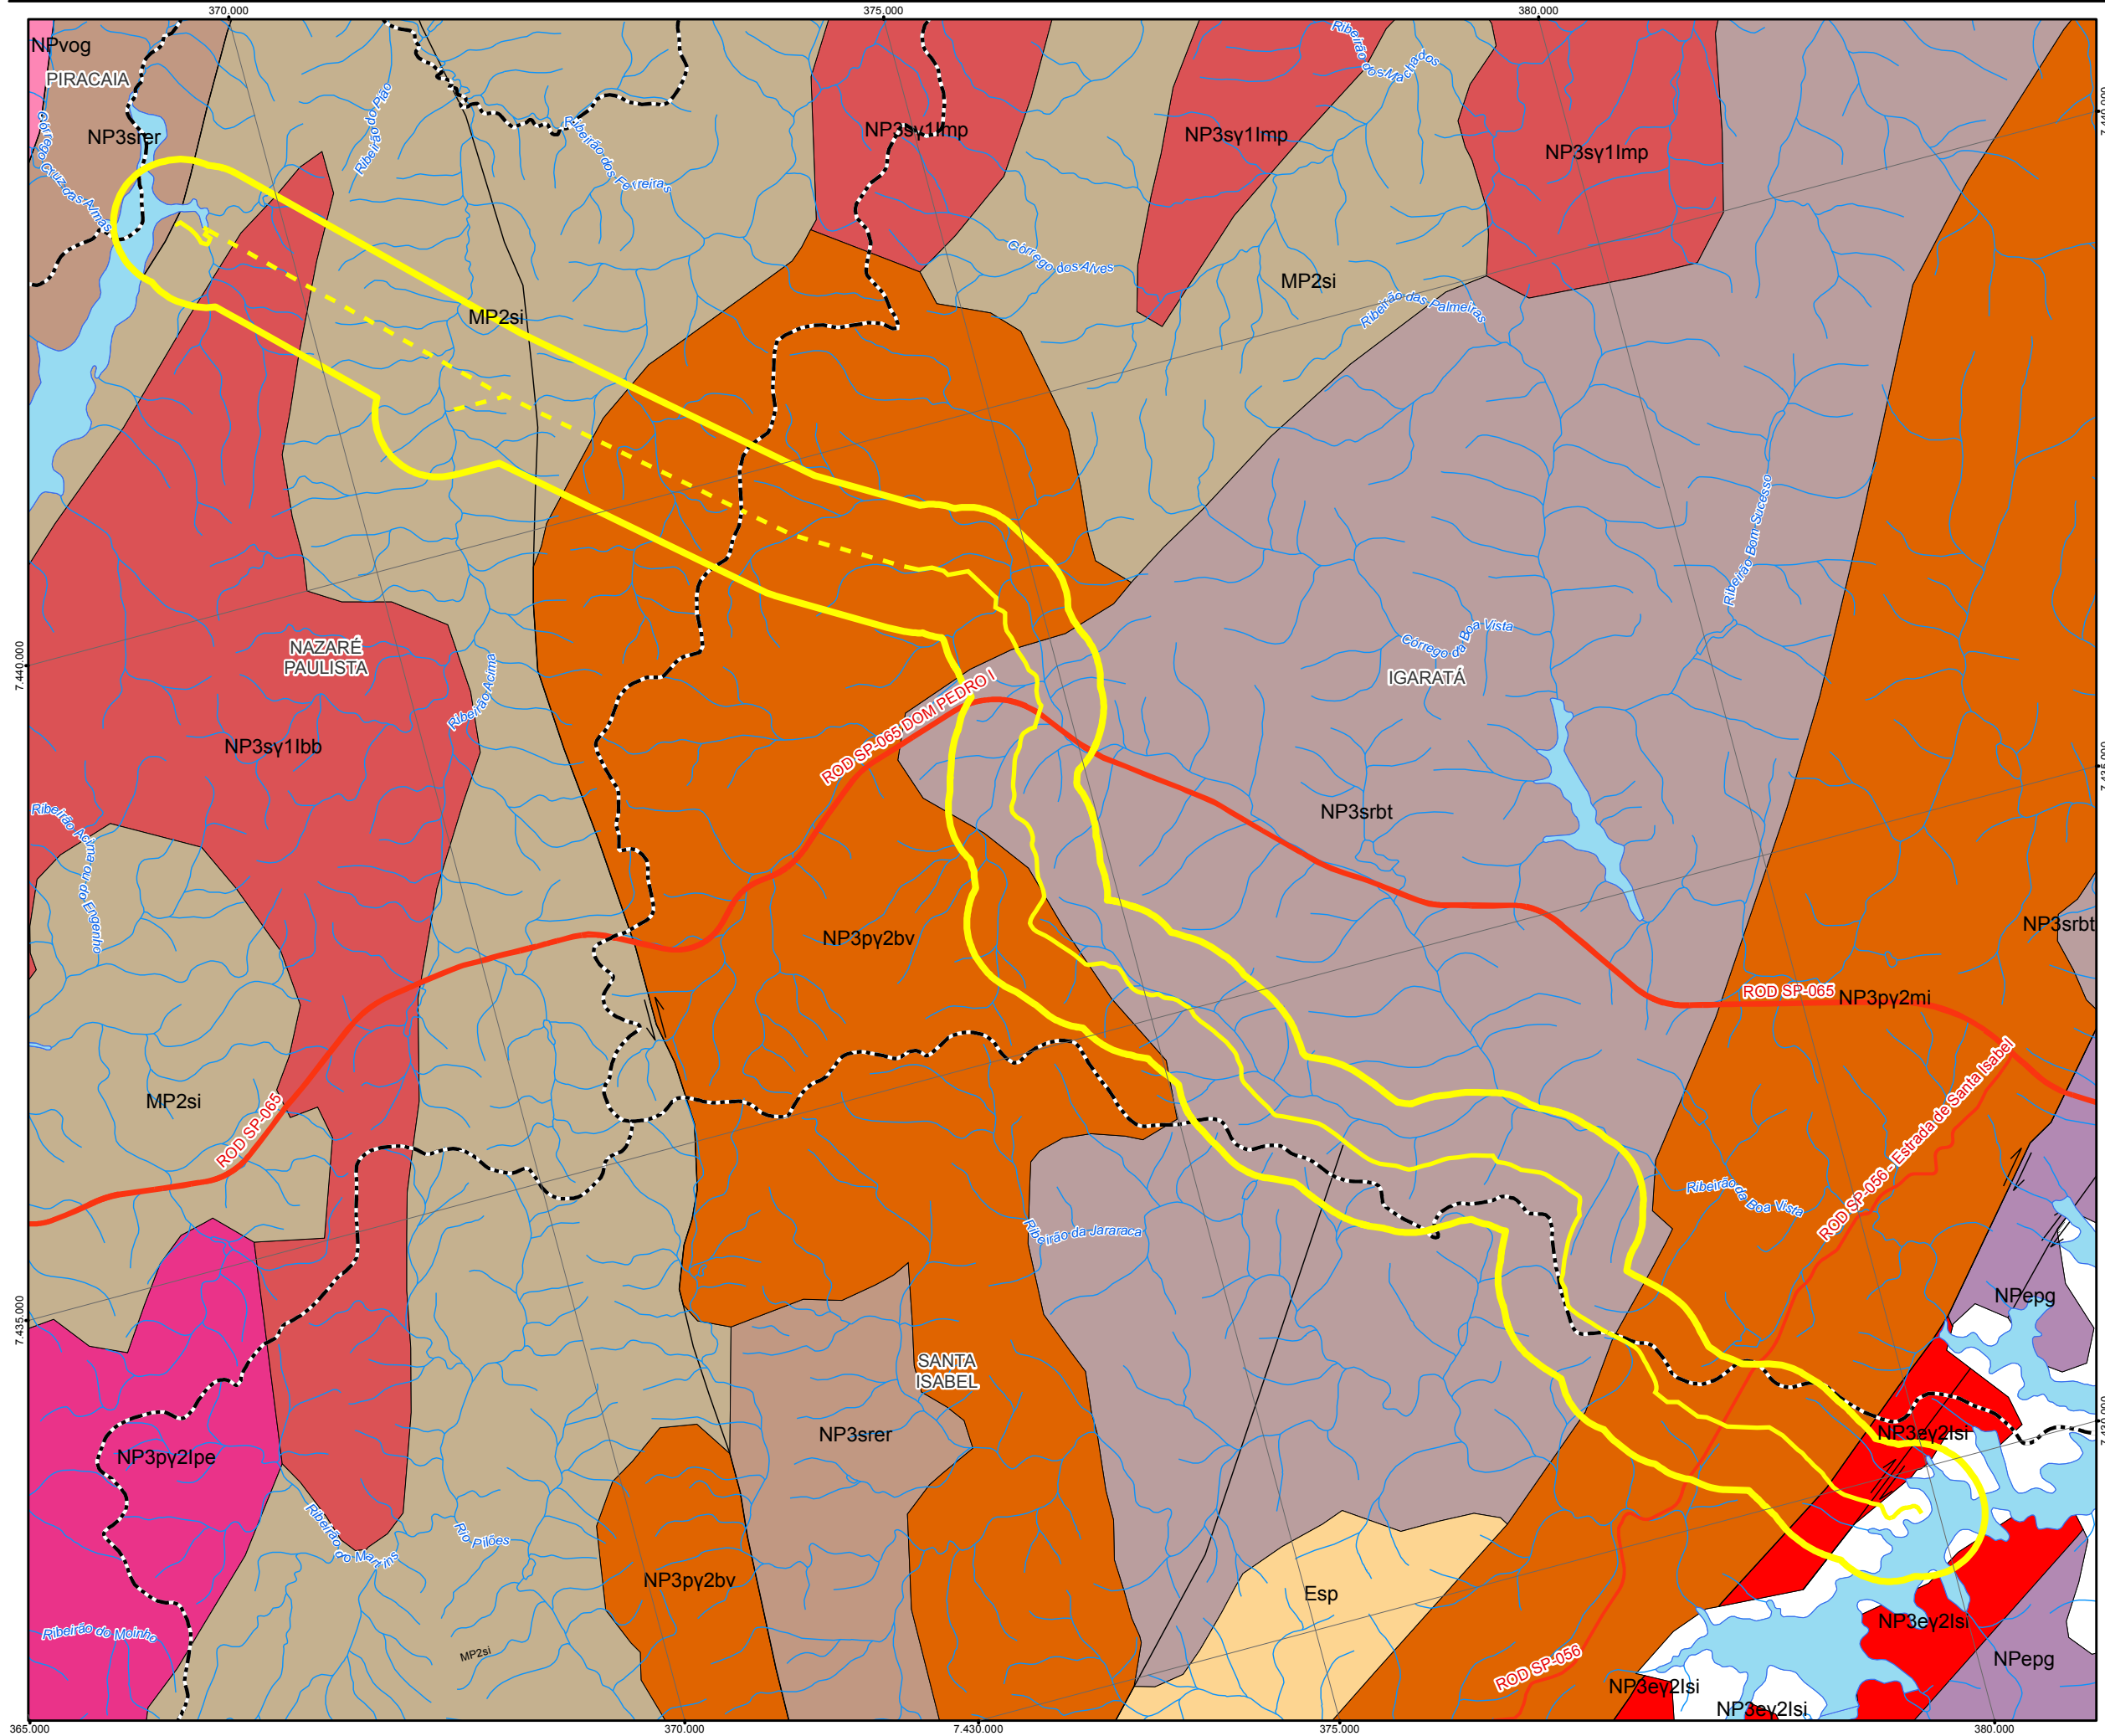 370.000
375.000
380.000
NPvog
PIRACAIA
NP3srer
Córrego
Cruz das Almas
Ribeirão do Pião
Ribeirão dos Ferreiras
NP3sγ1Imp
Ribeirão dos Machados
NP3sγ1Imp
NP3sγ1Imp
Córrego dos Alves
MP2si
Ribeirão das Palmeiras
MP2si
Ribeirão Bom Sucesso
Córrego da Boa Vista
IGARATÁ
NAZARÉ
PAULISTA
7.440.000
Ribeirão Acima
NP3sγ1Ibb
ROD SP-065 DOM PEDRO I
NP3srbt
Ribeirão Acima ou do Engenho
NP3pγ2bv
NP3srbt
ROD SP-065
NP3pγ2mi
MP2si
ROD SP-065
ROD SP-056 - Estrada de Santa Isabel
Ribeirão da Boa Vista
Ribeirão da Jararaca
NPepg
7.435.000
SANTA
ISABEL
NP3srer
NP3eγ2Isi
NP3pγ2Ipe
Ribeirão do Martins
Rio Pilões
NP3pγ2bv
Esp
NP3eγ2Isi
Ribeirão do Moinho
MP2si
NPepg
ROD SP-056
NP3eγ2Isi
NP3eγ2Isi
365.000
370.000
7.430.000
375.000
380.000